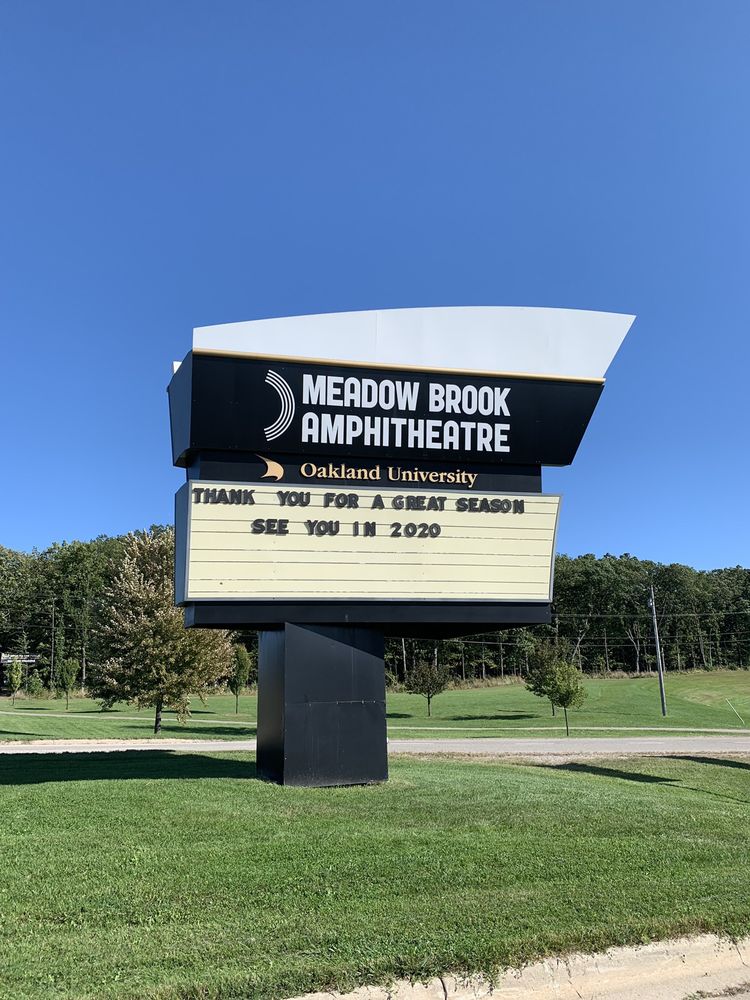 MEADOW BROOK
AMPHITHEATRE
Oakland University
THANK YOU FOR A GREAT SEASON
SEE YOU IN 2020